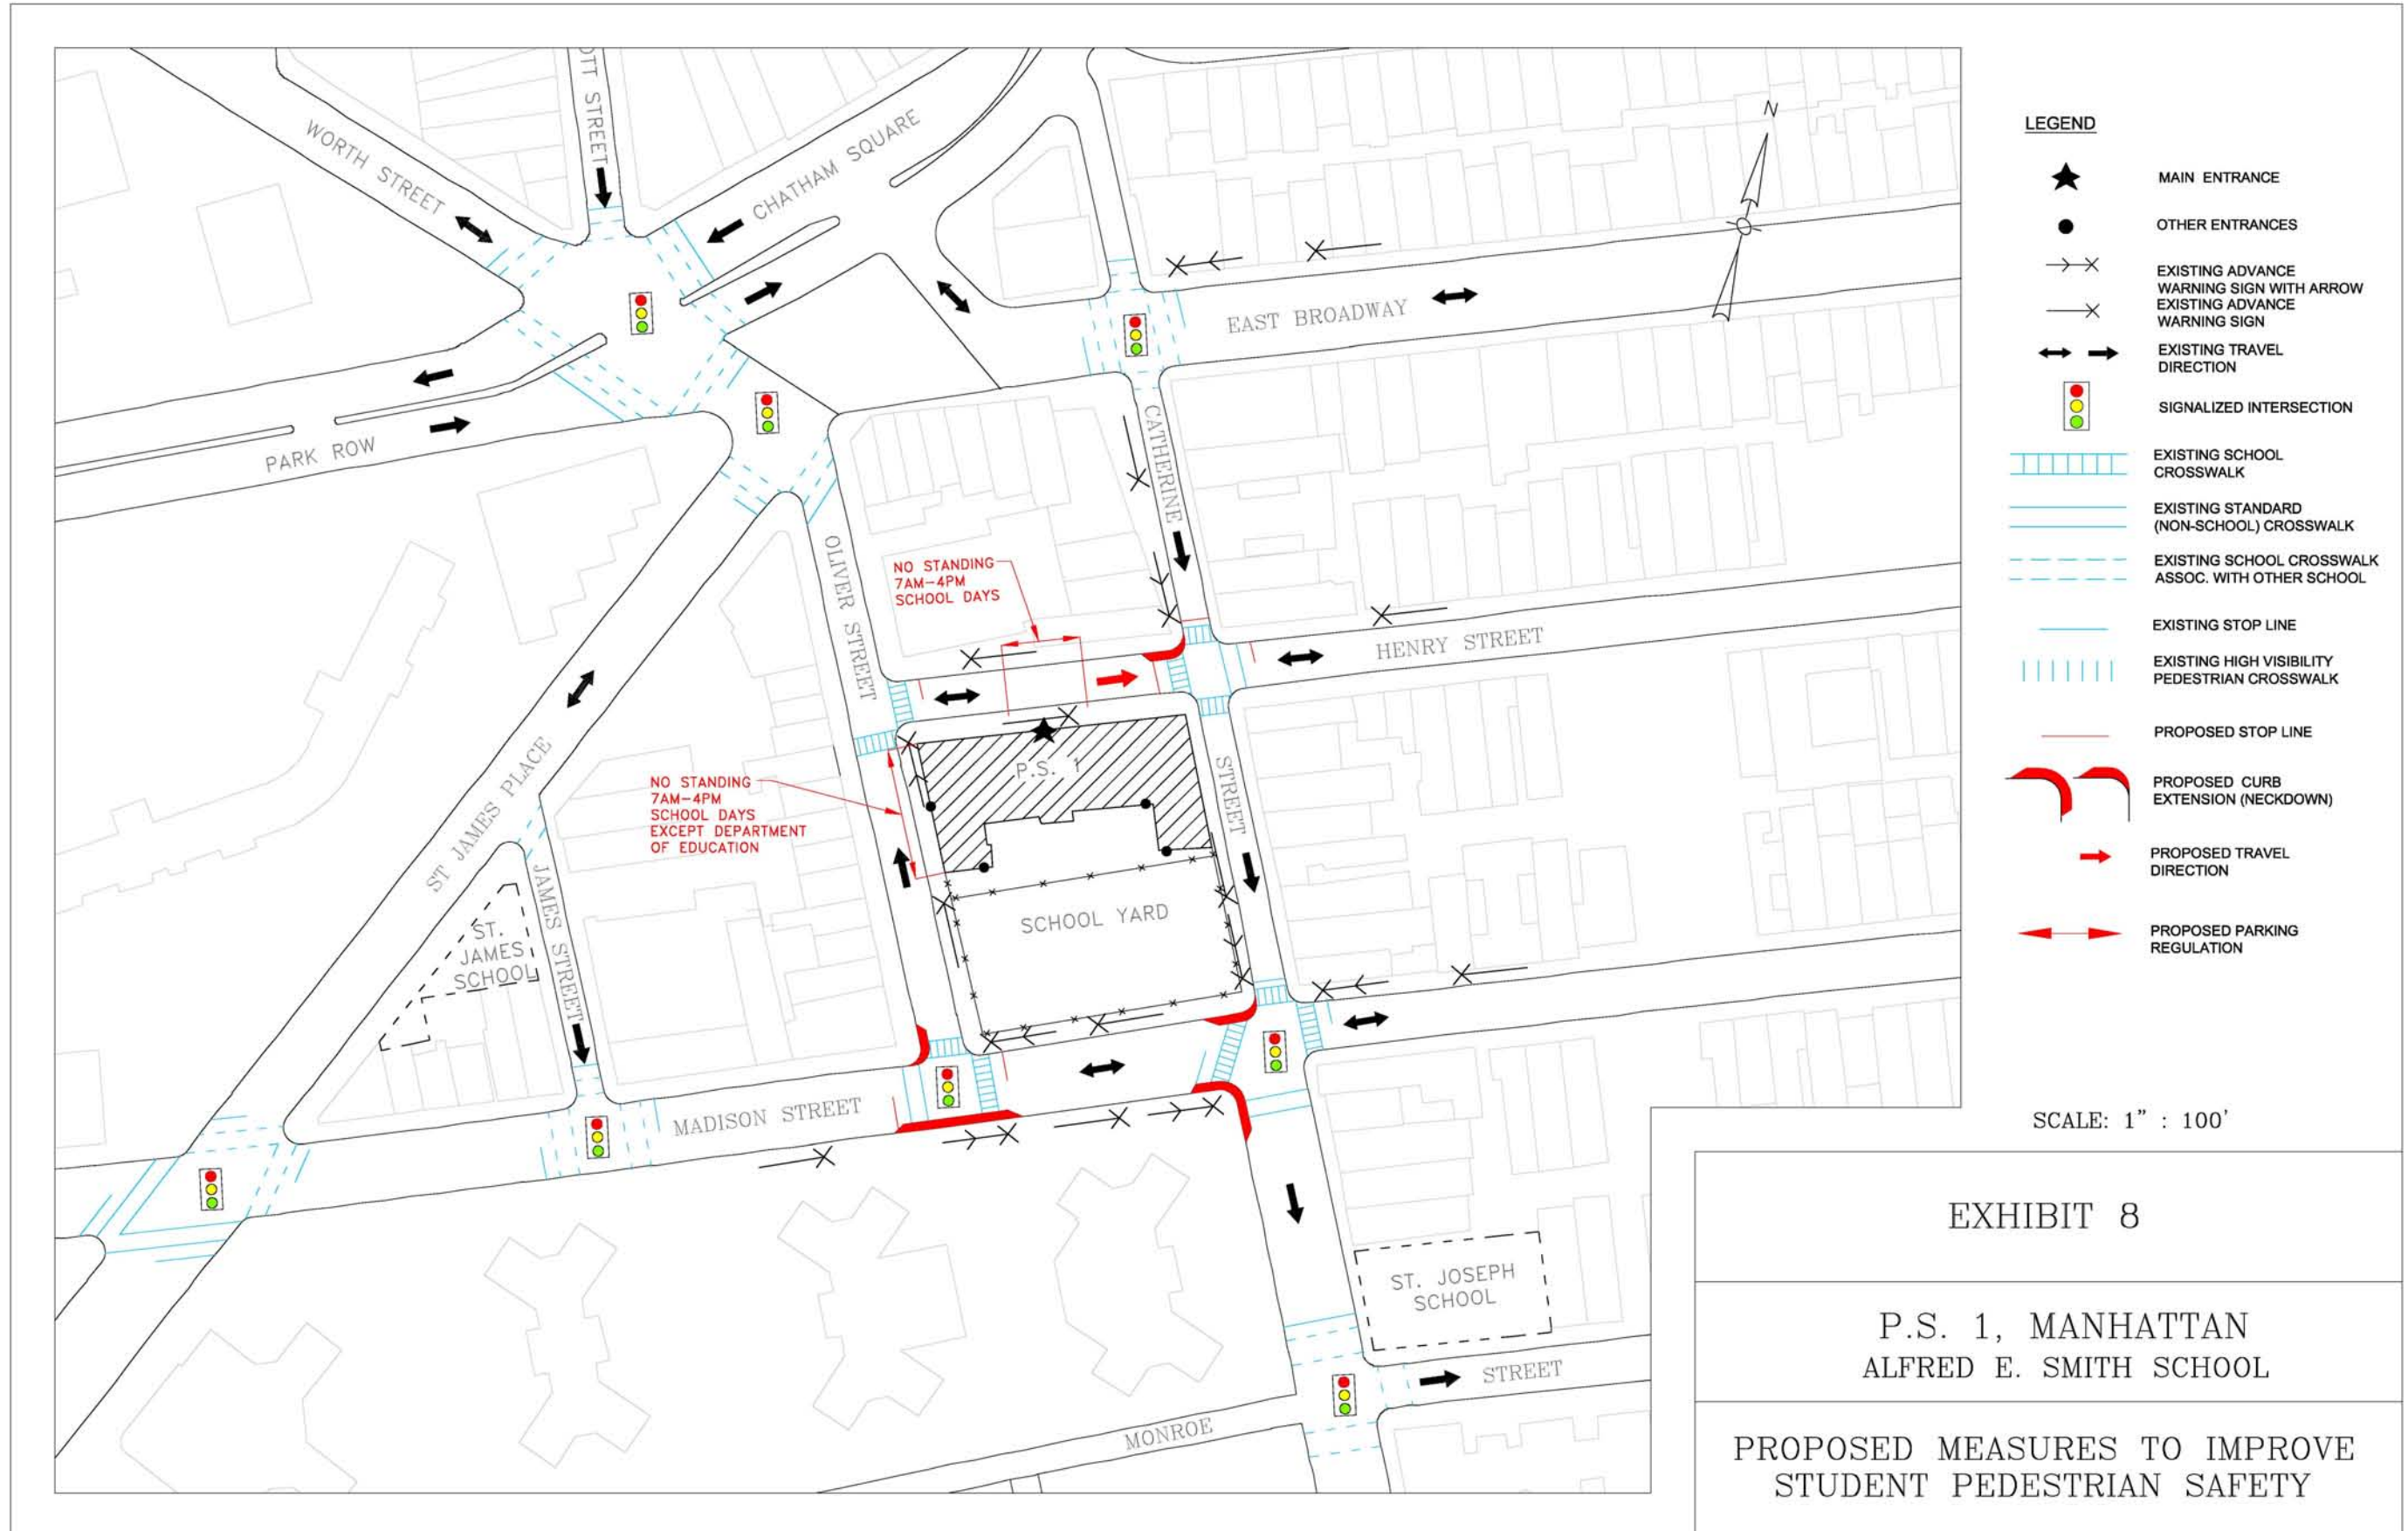 OTT STREET
WORTH STREET
CHATHAM SQUARE
N
EAST BROADWAY
PARK ROW
CATHERINE
STREET
OLIVER STREET
NO STANDING
7AM-4PM
SCHOOL DAYS
HENRY STREET
P.S. 1
NO STANDING
7AM-4PM
SCHOOL DAYS
EXCEPT DEPARTMENT
OF EDUCATION
ST JAMES PLACE
JAMES STREET
ST.
JAMES
SCHOOL
SCHOOL YARD
MADISON STREET
ST. JOSEPH
SCHOOL
MONROE
STREET
LEGEND
MAIN ENTRANCE
OTHER ENTRANCES
EXISTING ADVANCE
WARNING SIGN WITH ARROW
EXISTING ADVANCE
WARNING SIGN
EXISTING TRAVEL
DIRECTION
SIGNALIZED INTERSECTION
EXISTING SCHOOL
CROSSWALK
EXISTING STANDARD
(NON-SCHOOL) CROSSWALK
EXISTING SCHOOL CROSSWALK
ASSOC. WITH OTHER SCHOOL
EXISTING STOP LINE
EXISTING HIGH VISIBILITY
PEDESTRIAN CROSSWALK
PROPOSED STOP LINE
PROPOSED CURB
EXTENSION (NECKDOWN)
PROPOSED TRAVEL
DIRECTION
PROPOSED PARKING
REGULATION
SCALE: 1" : 100'
EXHIBIT 8
P.S. 1, MANHATTAN
ALFRED E. SMITH SCHOOL
PROPOSED MEASURES TO IMPROVE
STUDENT PEDESTRIAN SAFETY